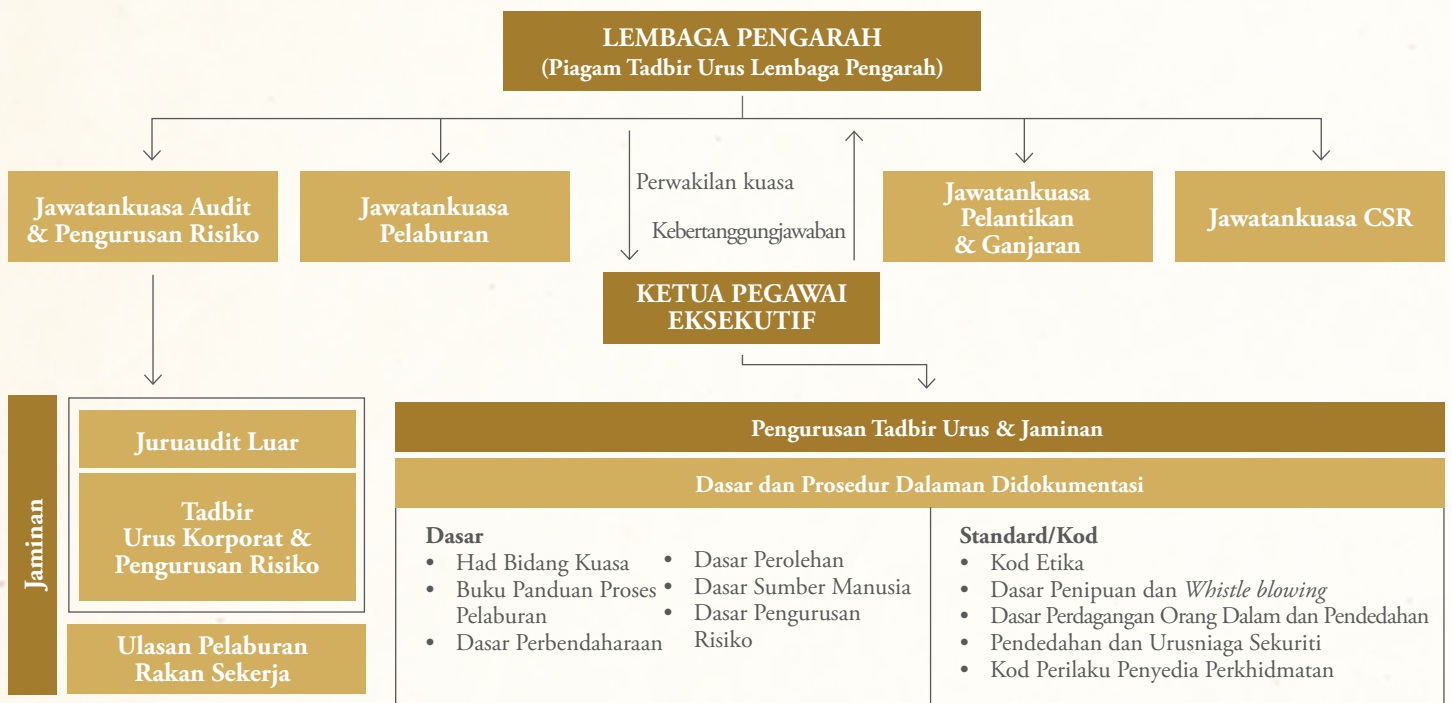 LEMBAGA PENGARAH
(Piagam Tadbir Urus Lembaga Pengarah)
Jawatankuasa Audit
& Pengurusan Risiko
Jawatankuasa
Pelaburan
Perwakilan kuasa
Kebertanggungjawaban
Jawatankuasa
Pelantikan
& Ganjaran
Jawatankuasa CSR
KETUA PEGAWAI
EKSEKUTIF
Jaminan
Juruaudit Luar
Tadbir
Urus Korporat &
Pengurusan Risiko
Ulasan Pelaburan
Rakan Sekerja
Pengurusan Tadbir Urus & Jaminan
Dasar dan Prosedur Dalaman Didokumentasi
Dasar
• Had Bidang Kuasa
• Buku Panduan Proses
Pelaburan
• Dasar Perbendaharaan
• Dasar Perolehan
• Dasar Sumber Manusia
• Dasar Pengurusan
Risiko
Standard/Kod
• Kod Etika
• Dasar Penipuan dan Whistle blowing
• Dasar Perdagangan Orang Dalam dan Pendedahan
• Pendedahan dan Urusniaga Sekuriti
• Kod Perilaku Penyedia Perkhidmatan